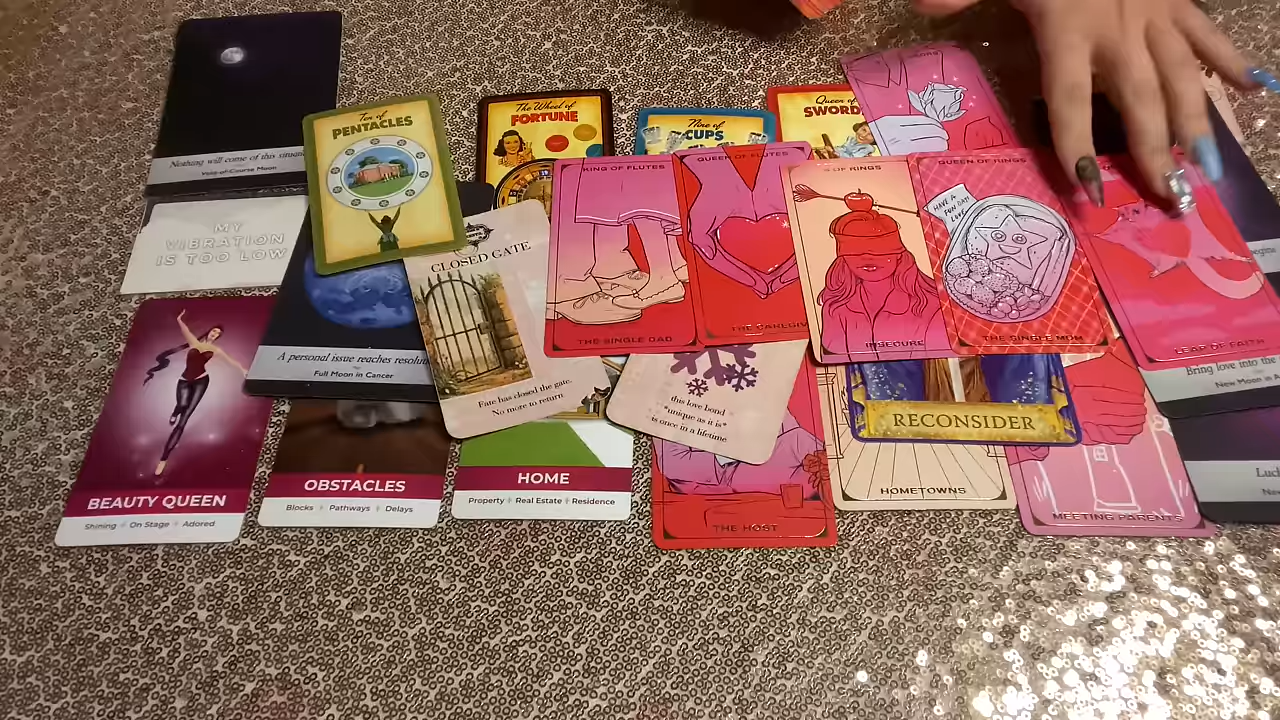 Nothing will come of this
Void-of-Course Moon
MY
VIBRATION
IS TOO LOW
BEAUTY QUEEN
Shining + On Stage + Adored
Ten of
PENTACLES
A personal issue reaches
Full Moon in Cancer
OBSTACLES
Blocks + Pathways + Delays
The Wheel of
FORTUNE
CLOSED GATE
Fate has closed the gate.
No more to return.
HOME
Property + Real Estate + Residence
Nine of
CUPS
Queen of
SWORD
KING OF FLUTES
THE SINGLE DAD
QUEEN OF FLUTES
THE
this love bond
*unique as it is*
is once in a lifetime
THE HOST
RINGS
INSECURE
QUEEN OF RINGS
HAVE A
FUN DAY
LOVE
THE SINGLE MOM
RECONSIDER
HOMETOWNS
MEETING PARENTS
LEAP OF FAITH
Bring love into the
New Moon in